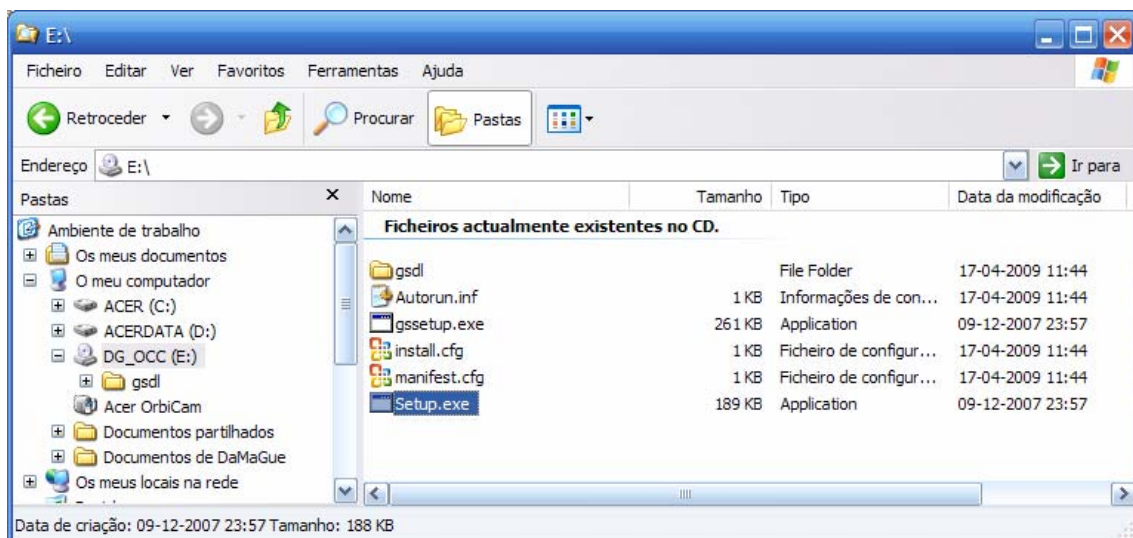 E:\
Ficheiro Editar Ver Favoritos Ferramentas Ajuda
Retroceder Procurar Pastas
Endereço E:\ Ir para
Pastas X
Nome Tamanho Tipo Data da modificação
Ambiente de trabalho
Os meus documentos
O meu computador
ACER (C:)
ACERDATA (D:)
DG_OCC (E:)
gsdl
Acer OrbiCam
Documentos partilhados
Documentos de DaMaGue
Os meus locais na rede
Ficheiros actualmente existentes no CD.
gsdl File Folder 17-04-2009 11:44
Autorun.inf 1 KB Informações de con... 17-04-2009 11:44
gssetup.exe 261 KB Application 09-12-2007 23:57
install.cfg 1 KB Ficheiro de configur... 17-04-2009 11:44
manifest.cfg 1 KB Ficheiro de configur... 17-04-2009 11:44
Setup.exe 189 KB Application 09-12-2007 23:57
Data de criação: 09-12-2007 23:57 Tamanho: 188 KB